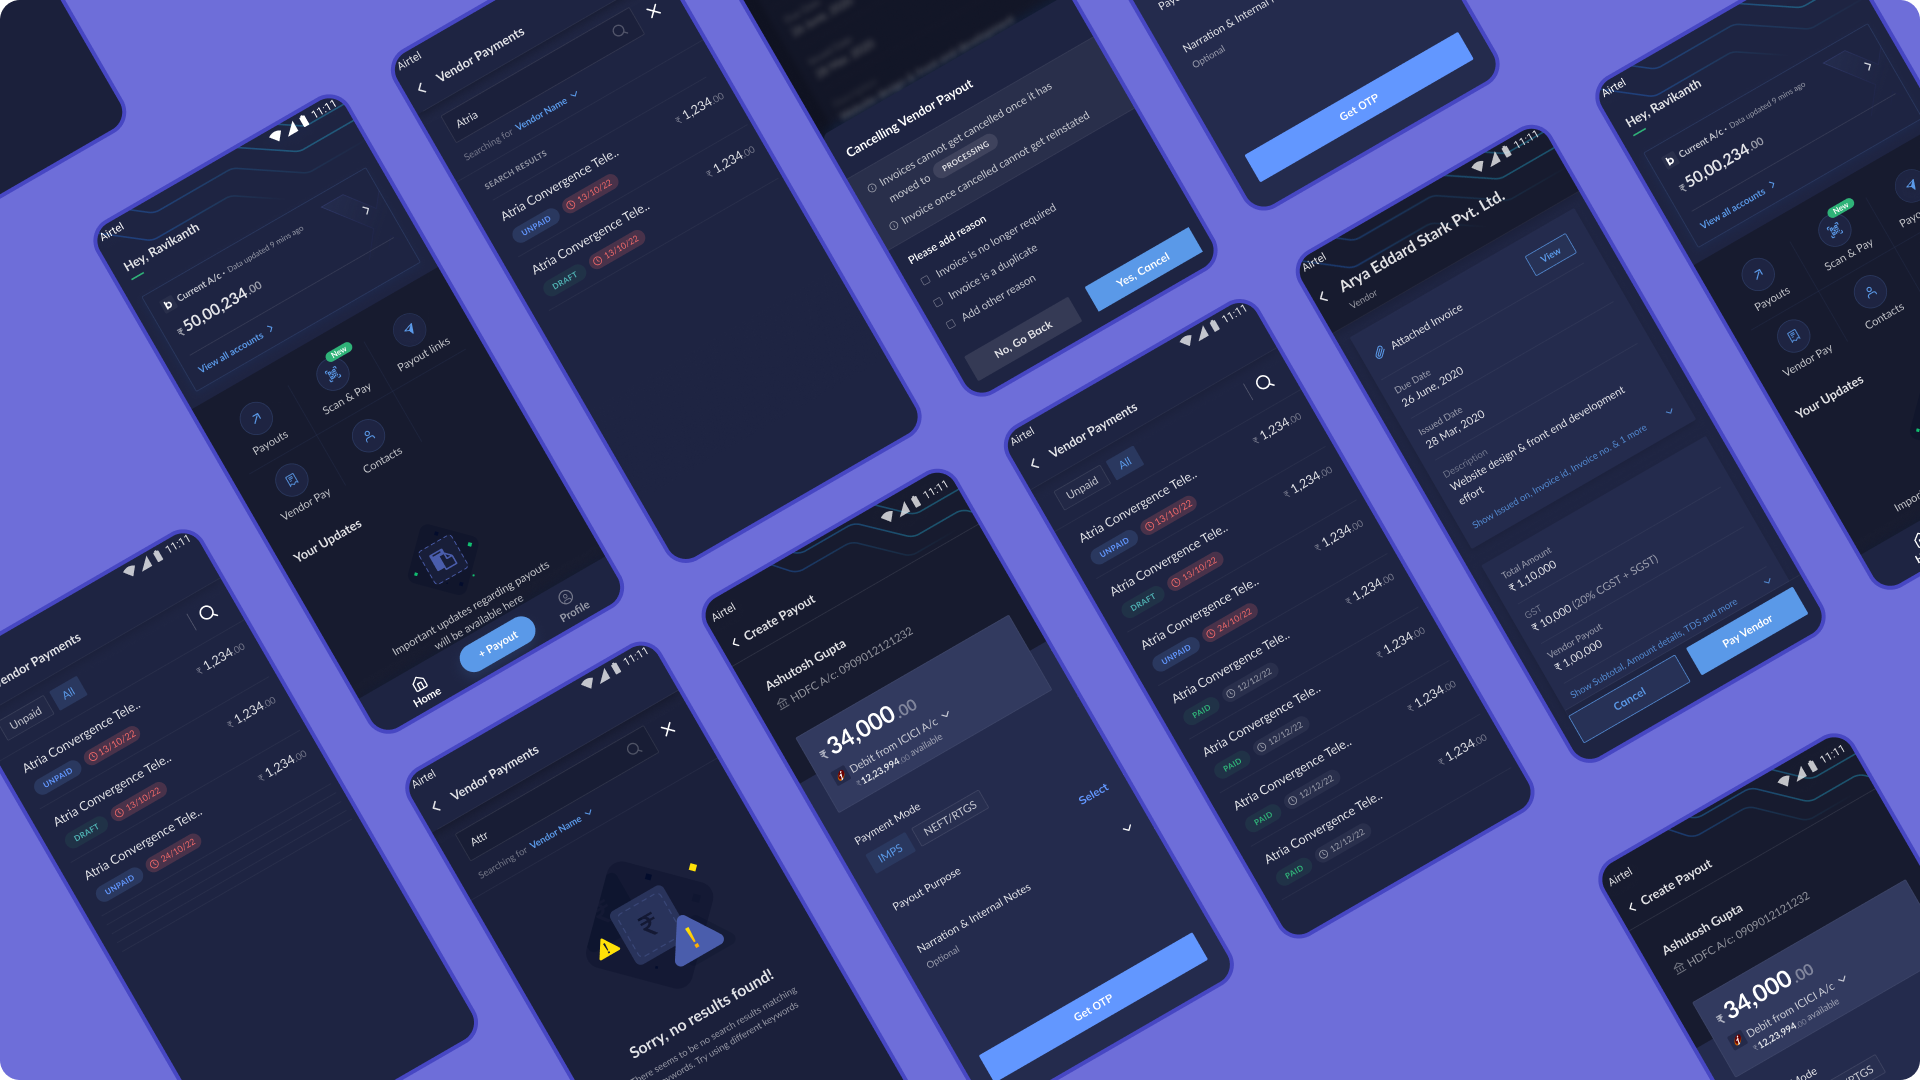 Airtel
11:11
Hey, Ravikanth
Current A/c • Data updated 9 mins ago
₹50,00,234.00
View all accounts
Payouts
New
Scan & Pay
Payout links
Vendor Pay
Contacts
Your Updates
Important updates regarding payouts
will be available here
Home
+ Payout
Profile
Airtel
Vendor Payments
Atria
Searching for Vendor Name
SEARCH RESULTS
Atria Convergence Tele..
₹ 1,234.00
UNPAID
13/10/22
Atria Convergence Tele..
₹ 1,234.00
DRAFT
13/10/22
Cancelling Vendor Payout
Invoices cannot get cancelled once it has
moved to PROCESSING
Invoice once cancelled cannot get reinstated
Please add reason
Invoice is no longer required
Invoice is a duplicate
Add other reason
No, Go Back
Yes, Cancel
Narration & Internal
Optional
Get OTP
Airtel
Hey, Ravikanth
Current A/c • Data updated 9 mins ago
₹50,00,234.00
View all accounts
Payouts
New
Scan & Pay
Vendor Pay
Contacts
Your Updates
11:11
Vendor Payments
Unpaid
All
Atria Convergence Tele..
₹ 1,234.00
UNPAID
13/10/22
Atria Convergence Tele..
₹ 1,234.00
DRAFT
13/10/22
Atria Convergence Tele..
₹ 1,234.00
UNPAID
24/10/22
Airtel
11:11
Vendor Payments
Attr
Searching for Vendor Name
Sorry, no results found!
There seems to be no search results matching
keywords. Try using different keywords
Airtel
11:11
Create Payout
Ashutosh Gupta
HDFC A/c: 0909012121232
₹ 34,000.00
Debit from ICICI A/c
₹12,23,994.00 available
Payment Mode
IMPS
NEFT/RTGS
Payout Purpose
Select
Narration & Internal Notes
Optional
Get OTP
Airtel
11:11
Vendor Payments
Unpaid
All
Atria Convergence Tele..
₹ 1,234.00
UNPAID
13/10/22
Atria Convergence Tele..
₹ 1,234.00
DRAFT
13/10/22
Atria Convergence Tele..
₹ 1,234.00
UNPAID
24/10/22
Atria Convergence Tele..
₹ 1,234.00
PAID
12/12/22
Atria Convergence Tele..
₹ 1,234.00
PAID
12/12/22
Atria Convergence Tele..
₹ 1,234.00
PAID
12/12/22
Atria Convergence Tele..
₹ 1,234.00
PAID
12/12/22
Airtel
11:11
Arya Eddard Stark Pvt. Ltd.
Vendor
Attached Invoice
View
Due Date
26 June, 2020
Issued Date
28 Mar, 2020
Description
Website design & front end development
effort
Show Issued on, Invoice id, Invoice no. & 1 more
Total Amount
₹ 1,10,000
GST
₹ 10,000 (20% CGST + SGST)
Vendor Payout
₹ 1,00,000
Show Subtotal, Amount details, TDS and more
Cancel
Pay Vendor
Airtel
11:11
Create Payout
Ashutosh Gupta
HDFC A/c: 0909012121232
₹ 34,000.00
Debit from ICICI A/c
₹12,23,994.00 available